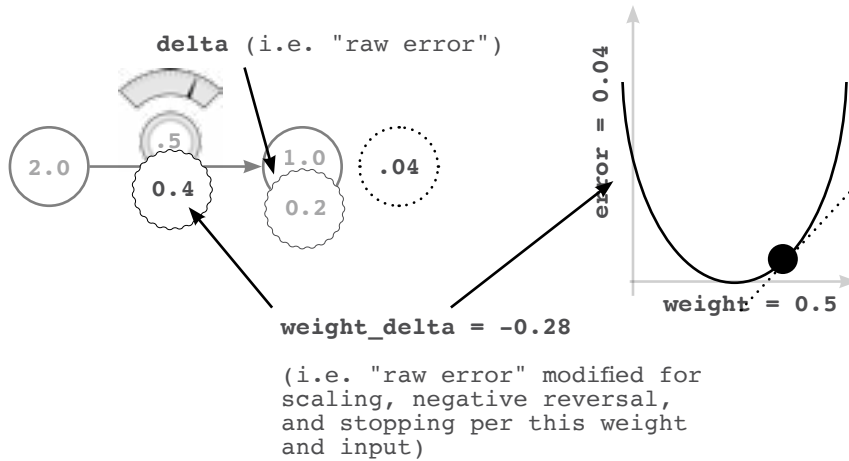 delta (i.e. "raw error")
.5
2.0
1.0
.04
0.4
0.2
error = 0.04
weight = 0.5
weight_delta = -0.28
(i.e. "raw error" modified for
scaling, negative reversal,
and stopping per this weight
and input)